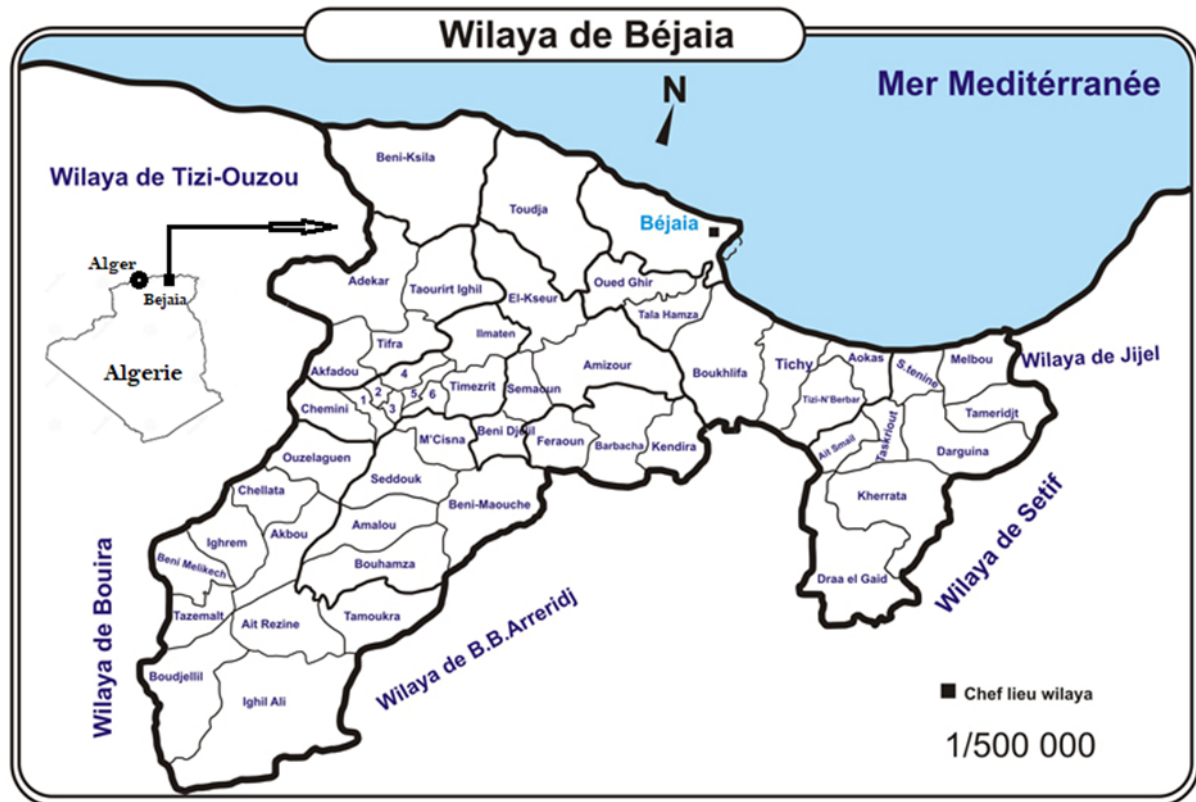 Wilaya de Béjaia
Mer Meditérranée
N
Wilaya de Tizi-Ouzou
Beni-Ksila
Toudja
Béjaia
Alger
Bejaia
Algerie
Adekar
Taourirt Ighil
El-Kseur
Oued Ghir
Tala Hamza
Ilmaten
Tifra
Akfadou
4
Amizour
Boukhlifa
Tichy
Aokas
S.tenine
Melbou
Wilaya de Jijel
Chemini
1
2
3
5
6
Timezrit
Semaoun
Tizi-N'Berbar
Tameridjt
M'Cisna
Beni Djelil
Feraoun
Barbacha
Kendira
Ait Smail
Taskriout
Darguina
Ouzelaguen
Seddouk
Chellata
Beni-Maouche
Kherrata
Amalou
Akbou
Ighrem
Beni Melikech
Bouhamza
Draa el Gaid
Wilaya de Setif
Tazemalt
Ait Rezine
Tamoukra
Wilaya de Bouira
Wilaya de B.B.Arreridj
Boudjellil
Ighil Ali
Chef lieu wilaya
1/500 000